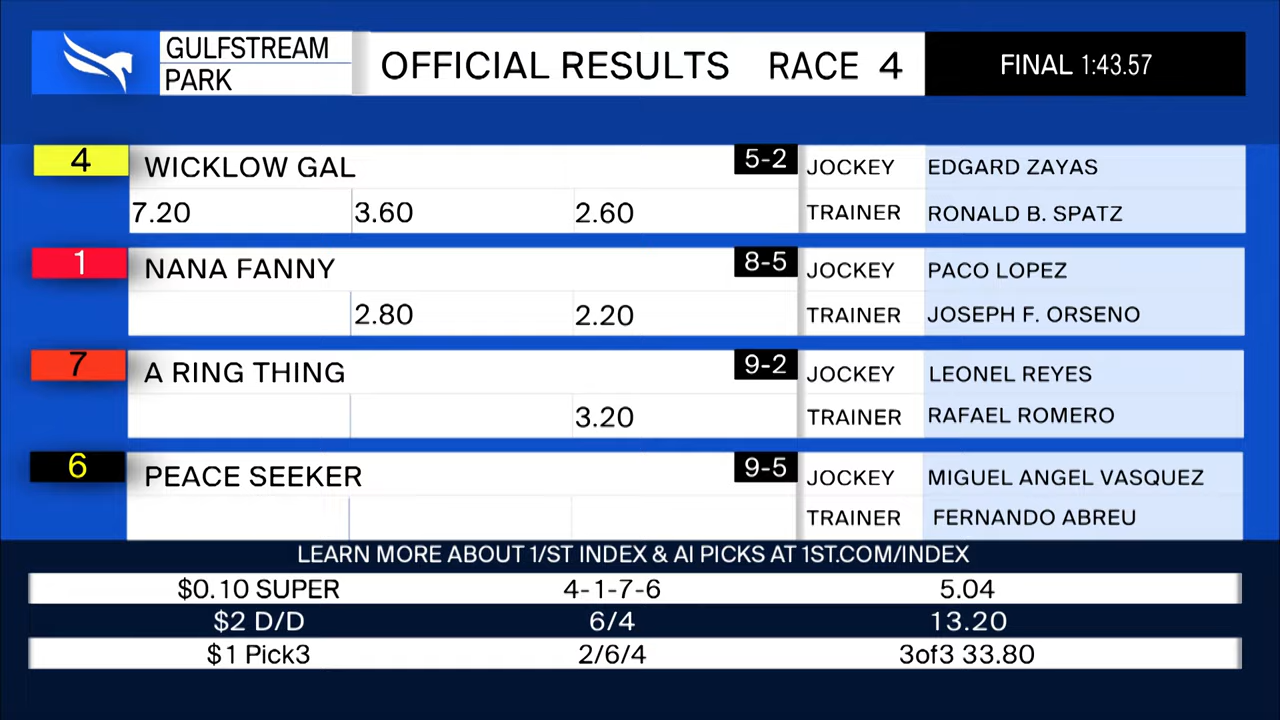 GULFSTREAM
PARK
OFFICIAL RESULTS RACE 4
FINAL 1:43.57
4 WICKLOW GAL 5-2 JOCKEY EDGARD ZAYAS
7.20 3.60 2.60 TRAINER RONALD B. SPATZ
1 NANA FANNY 8-5 JOCKEY PACO LOPEZ
2.80 2.20 TRAINER JOSEPH F. ORSENO
7 A RING THING 9-2 JOCKEY LEONEL REYES
3.20 TRAINER RAFAEL ROMERO
6 PEACE SEEKER 9-5 JOCKEY MIGUEL ANGEL VASQUEZ
TRAINER FERNANDO ABREU
LEARN MORE ABOUT 1/ST INDEX & AI PICKS AT 1ST.COM/INDEX
$0.10 SUPER 4-1-7-6 5.04
$2 D/D 6/4 13.20
$1 Pick3 2/6/4 3of3 33.80